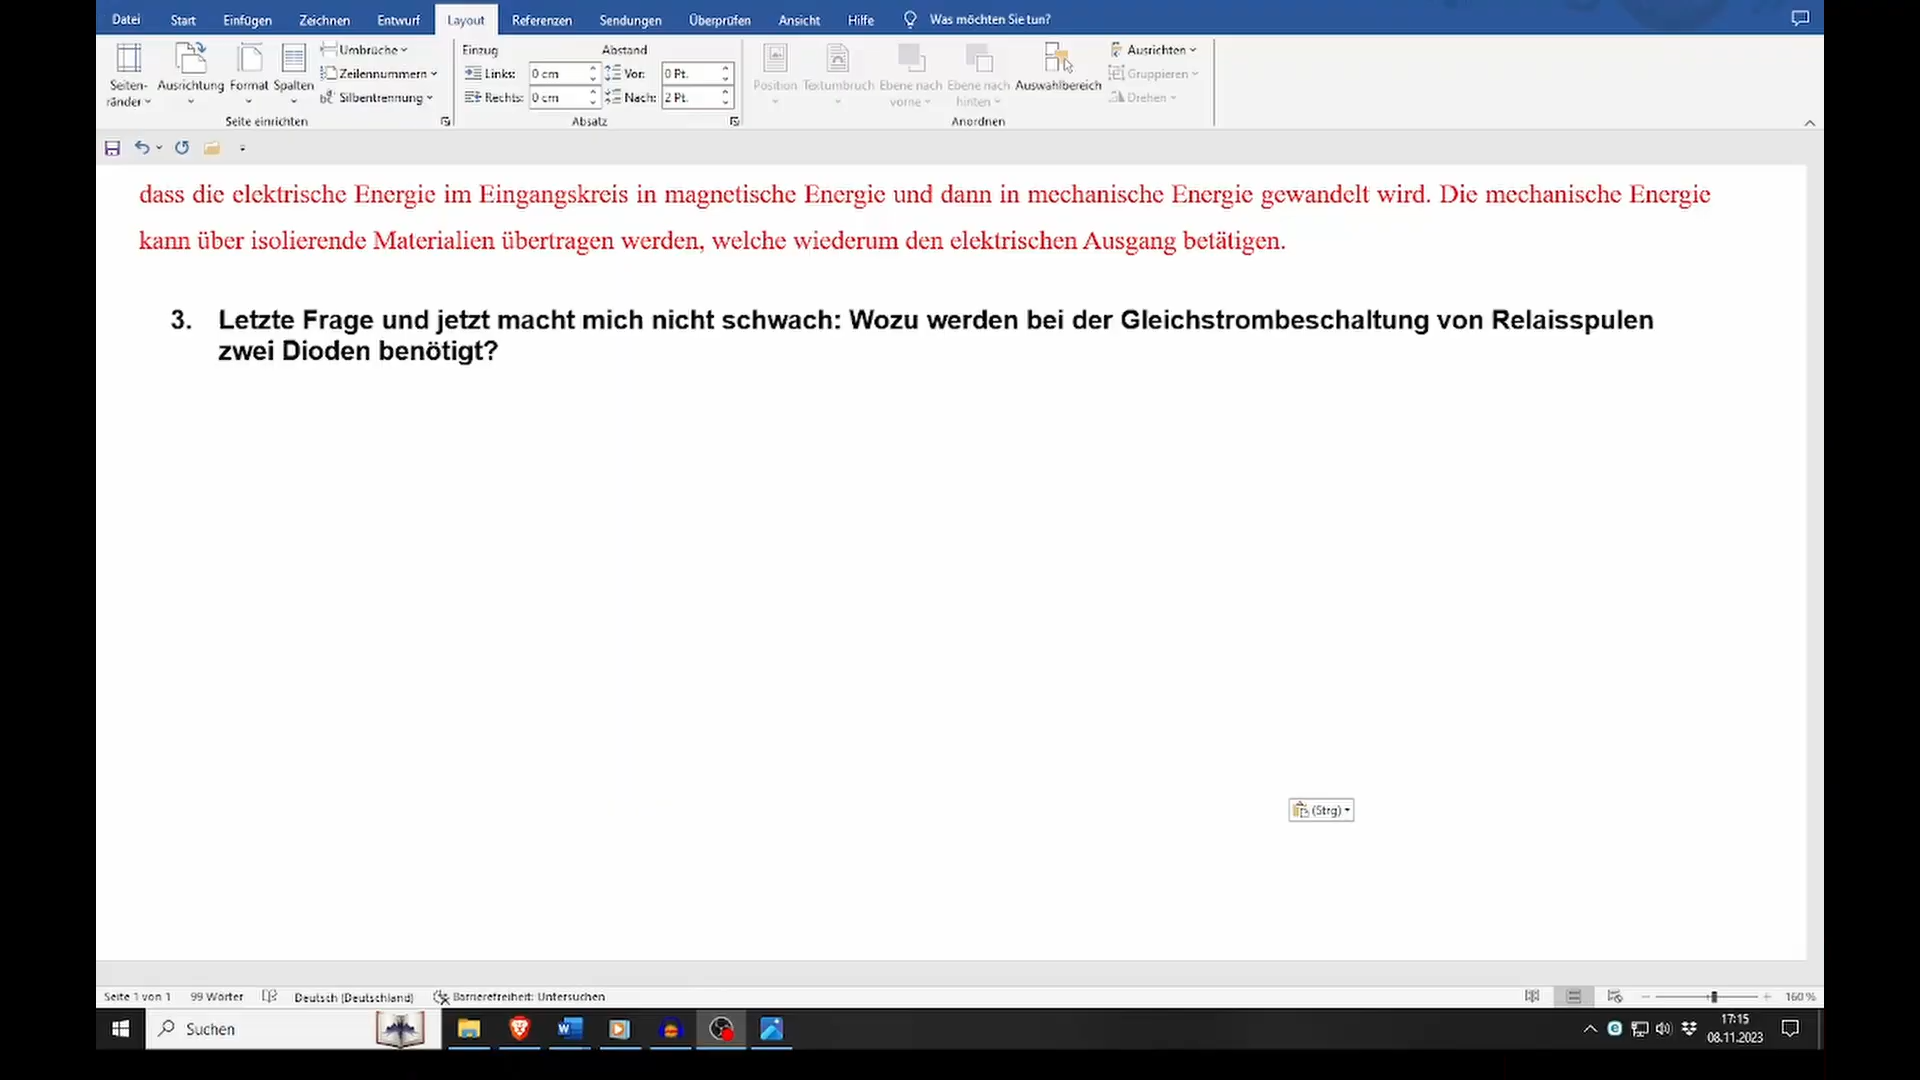 Datei Start Einfügen Zeichnen Entwurf Layout Referenzen Sendungen Überprüfen Ansicht Hilfe Was möchten Sie tun?
Seiten-
ränder
Ausrichtung Format Spalten
Umbrüche
Zeilennummern
Silbentrennung
Seite einrichten
Einzug Abstand
Links: 0 cm Vor: 0 Pt.
Rechts: 0 cm Nach: 2 Pt.
Absatz
Position Textumbruch Ebene nach
vorne
Ebene nach
hinten
Auswahlbereich
Ausrichten
Gruppieren
Drehen
Anordnen
dass die elektrische Energie im Eingangskreis in magnetische Energie und dann in mechanische Energie gewandelt wird. Die mechanische Energie
kann über isolierende Materialien übertragen werden, welche wiederum den elektrischen Ausgang betätigen.
3. Letzte Frage und jetzt macht mich nicht schwach: Wozu werden bei der Gleichstrombeschaltung von Relaisspulen
zwei Dioden benötigt?
(Strg)
Seite 1 von 1 99 Wörter Deutsch (Deutschland) Barrierefreiheit: Untersuchen 160 %
Suchen
17:15
08.11.2023